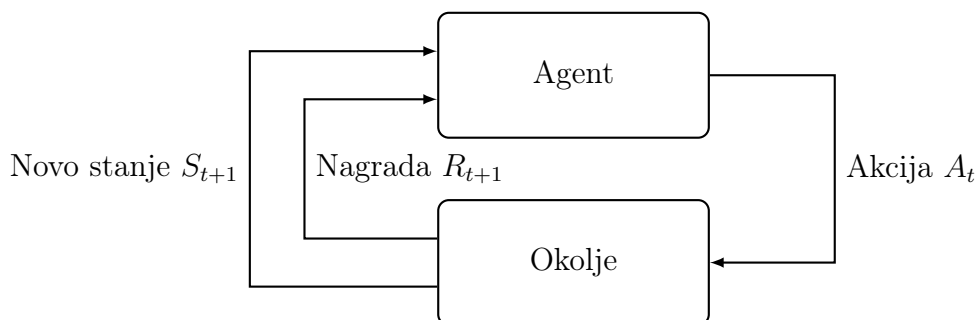 Agent
Novo stanje S_{t+1}
Nagrada R_{t+1}
Akcija A_t
Okolje